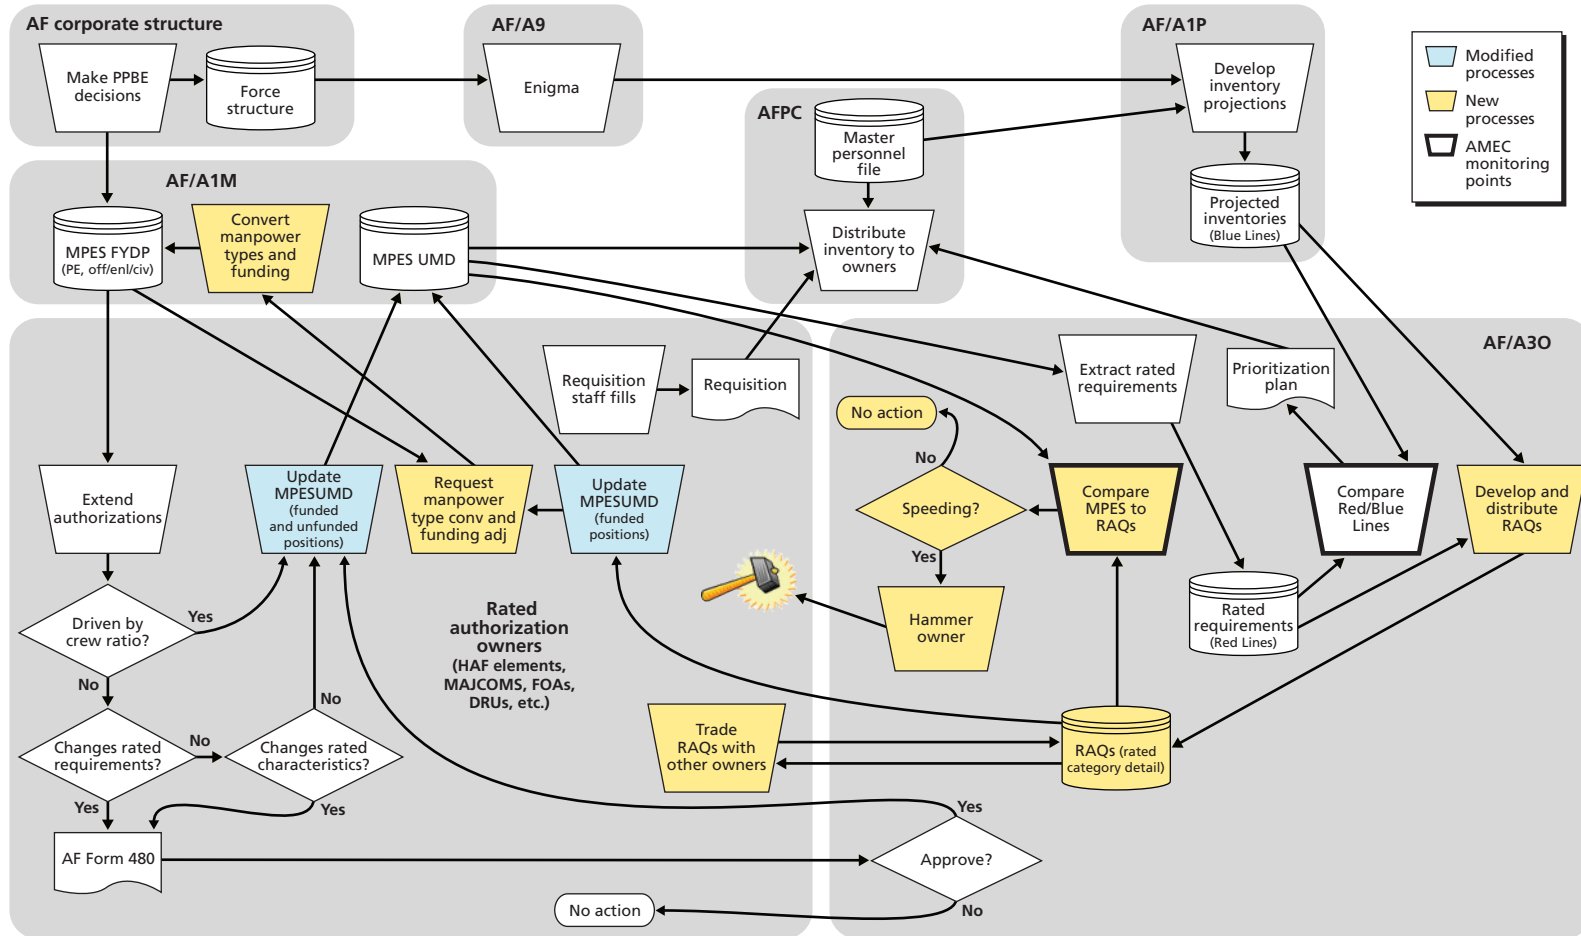 AF corporate structure
Make PPBE
decisions
Force
structure
AF/A9
Enigma
AF/A1P
Develop
inventory
projections
Projected
inventories
(Blue Lines)
Modified
processes
New
processes
AMEC
monitoring
points
AFPC
Master
personnel
file
Distribute
inventory to
owners
AF/A1M
MPES FYDP
(PE, off/enl/civ)
Convert
manpower
types and
funding
MPES UMD
Requisition
staff fills
Requisition
Extend
authorizations
Update
MPESUMD
(funded
and unfunded
positions)
Request
manpower
type conv and
funding adj
Update
MPESUMD
(funded
positions)
Driven by
crew ratio?
Yes
No
Changes rated
requirements?
No
Yes
Changes rated
characteristics?
No
Yes
AF Form 480
Rated
authorization
owners
(HAF elements,
MAJCOMS, FOAs,
DRUs, etc.)
Trade
RAQs with
other owners
No action
AF/A3O
Extract rated
requirements
Prioritization
plan
No action
No
Speeding?
Yes
Hammer
owner
Compare
MPES to
RAQs
Compare
Red/Blue
Lines
Develop and
distribute
RAQs
Rated
requirements
(Red Lines)
RAQs (rated
category detail)
Yes
Approve?
No